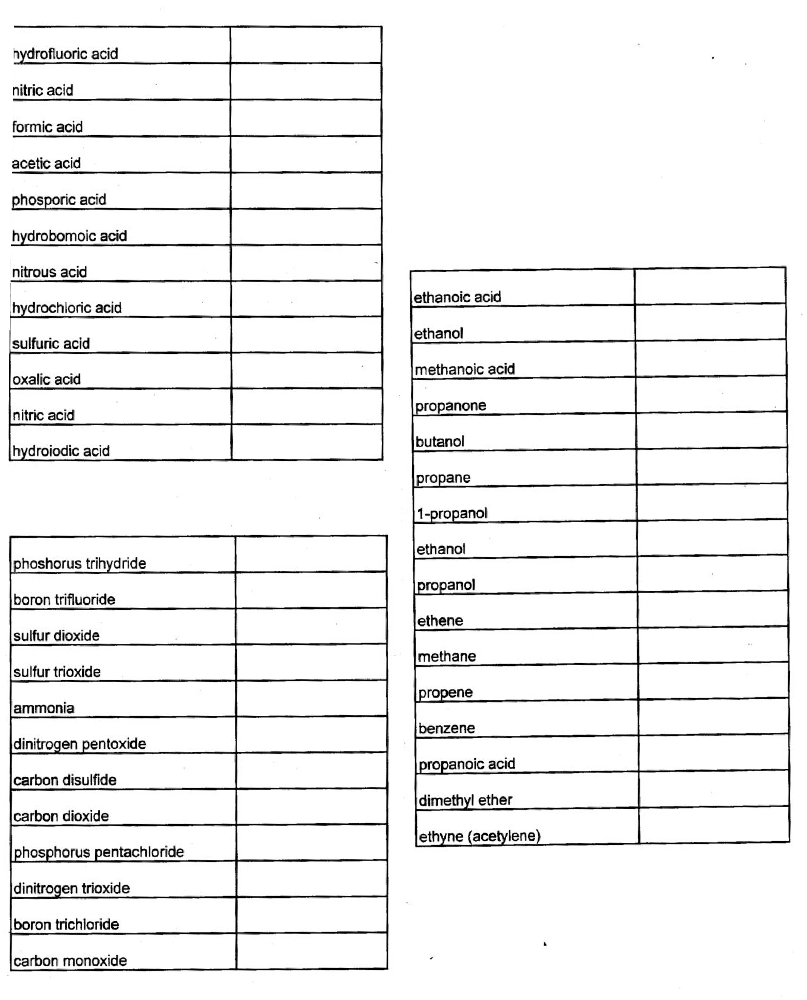 hydrofluoric acid
nitric acid
formic acid
acetic acid
phosporic acid
hydrobomoic acid
nitrous acid
hydrochloric acid
sulfuric acid
oxalic acid
nitric acid
hydroiodic acid
phoshorus trihydride
boron trifluoride
sulfur dioxide
sulfur trioxide
ammonia
dinitrogen pentoxide
carbon disulfide
carbon dioxide
phosphorus pentachloride
dinitrogen trioxide
boron trichloride
carbon monoxide
ethanoic acid
ethanol
methanoic acid
propanone
butanol
propane
1-propanol
ethanol
propanol
ethene
methane
propene
benzene
propanoic acid
dimethyl ether
ethyne (acetylene)